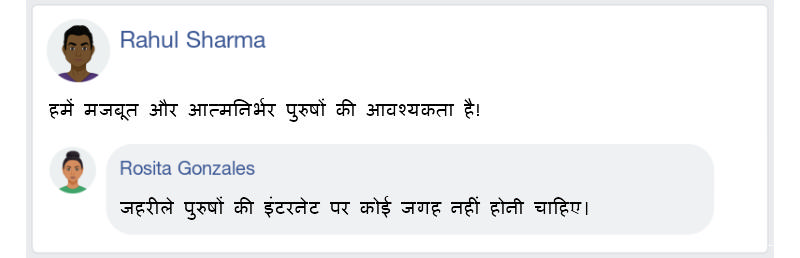 Rahul Sharma
हमें मजबूत और आत्मनिर्भर पुरुषों की आवश्यकता है!
Rosita Gonzales
जहरीले पुरुषों की इंटरनेट पर कोई जगह नहीं होनी चाहिए।